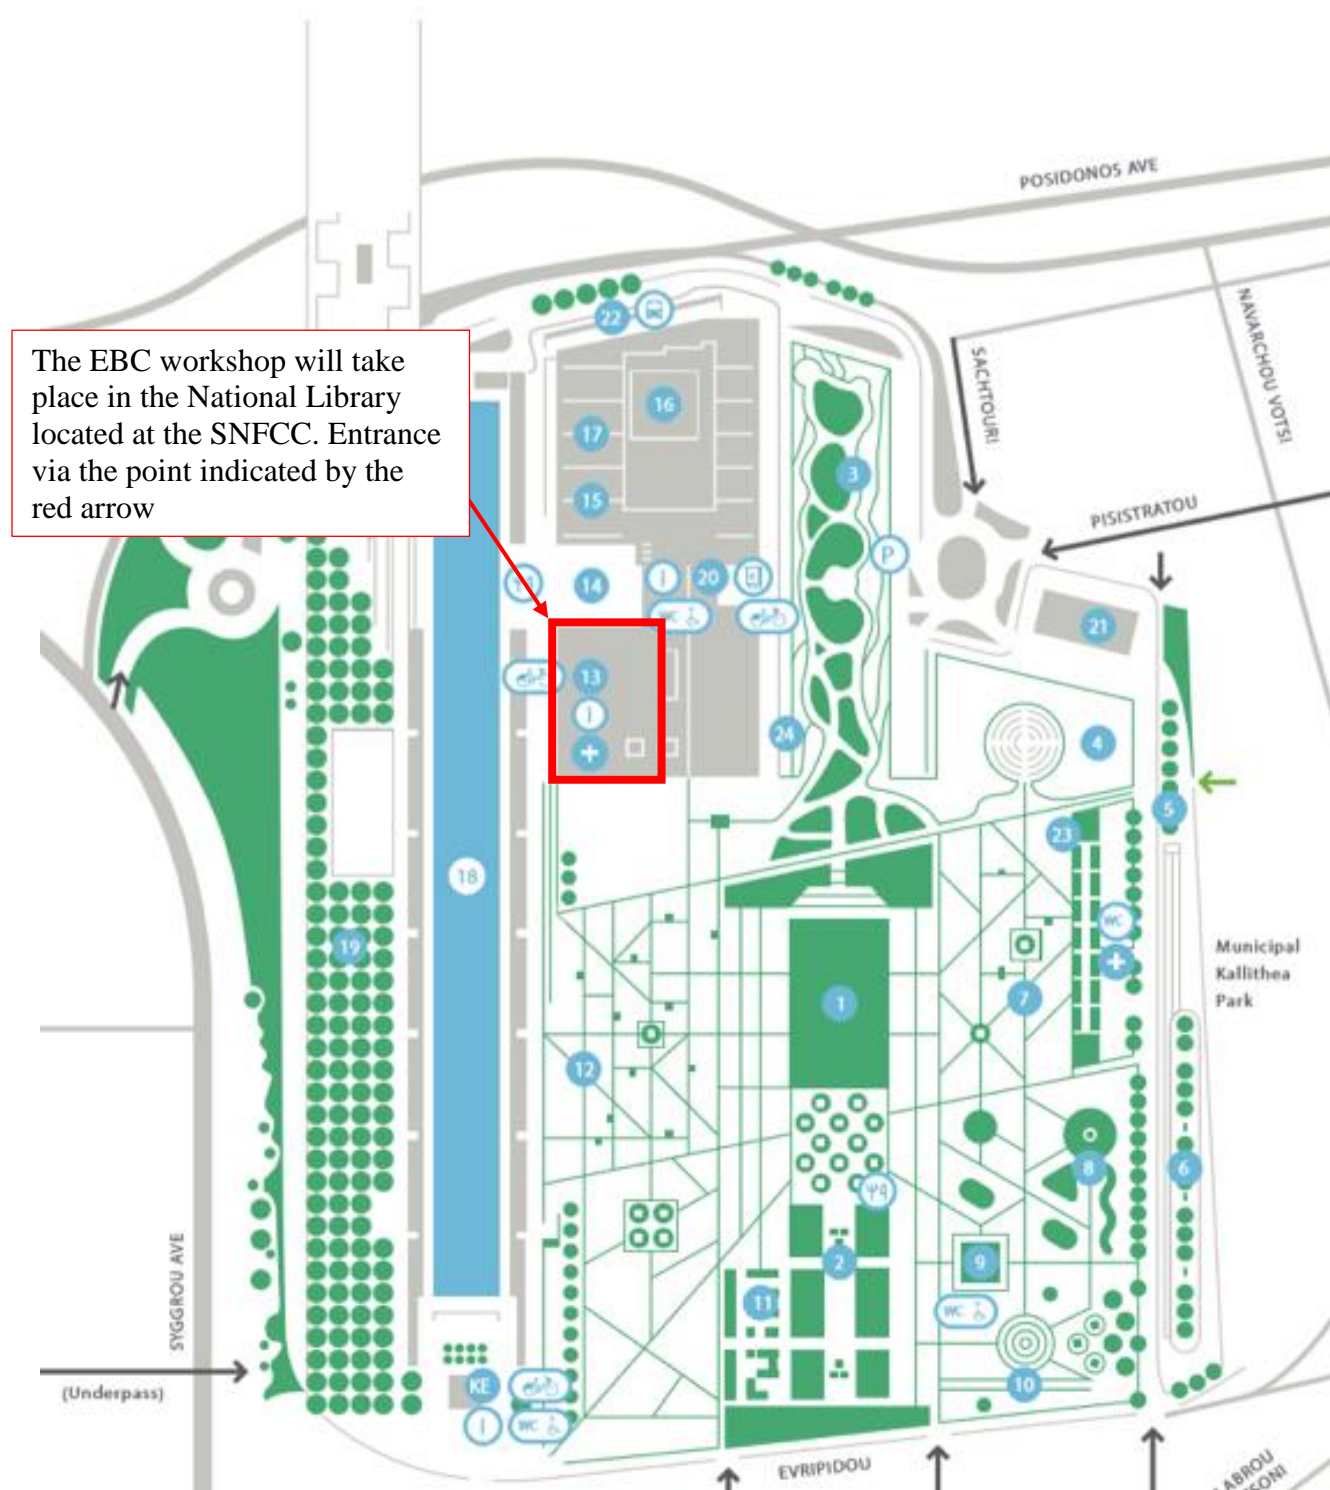 POSIDONOS AVE
NAVARCHOU VOTSI
SACHTOURI
22
The EBC workshop will take
place in the National Library
located at the SNFCC. Entrance
via the point indicated by the
red arrow
16
17
3
15
PISISTRATOU
P
14
I
20
WC
21
13
I
24
4
5
23
18
WC
19
Municipal
Kallithea
Park
1
7
12
8
6
2
9
SYGGROU AVE
11
WC
(Underpass)
KE
10
I
WC
EVRIPIDOU